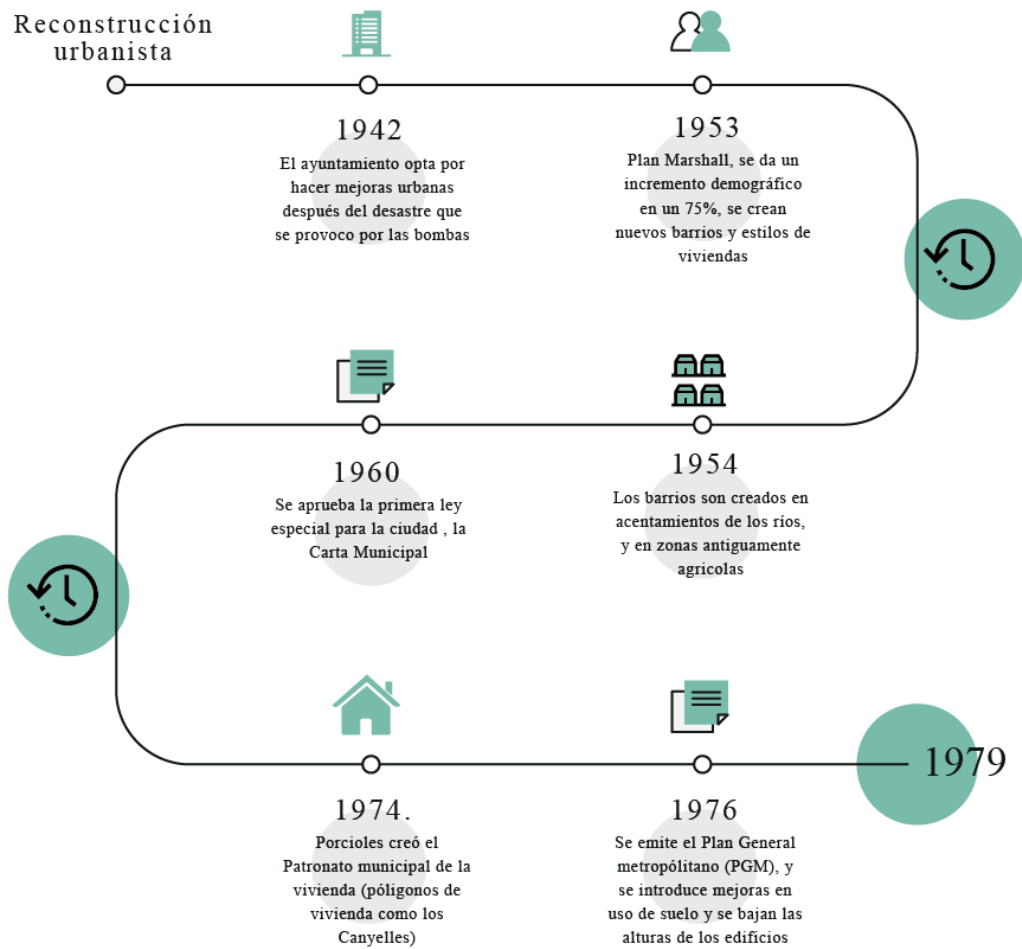 Reconstrucción
urbanista
1942
El ayuntamiento opta por
hacer mejoras urbanas
después del desastre que
se provoco por las bombas
1953
Plan Marshall, se da un
incremento demográfico
en un 75%, se crean
nuevos barrios y estilos de
viviendas
1954
Los barrios son creados en
acentamientos de los ríos,
y en zonas antiguamente
agricolas
1960
Se aprueba la primera ley
especial para la ciudad , la
Carta Municipal
1974.
Porcioles creó el
Patronato municipal de la
vivienda (póligonos de
vivienda como los
Canyelles)
1976
Se emite el Plan General
metropólitano (PGM), y
se introduce mejoras en
uso de suelo y se bajan las
alturas de los edificios
1979